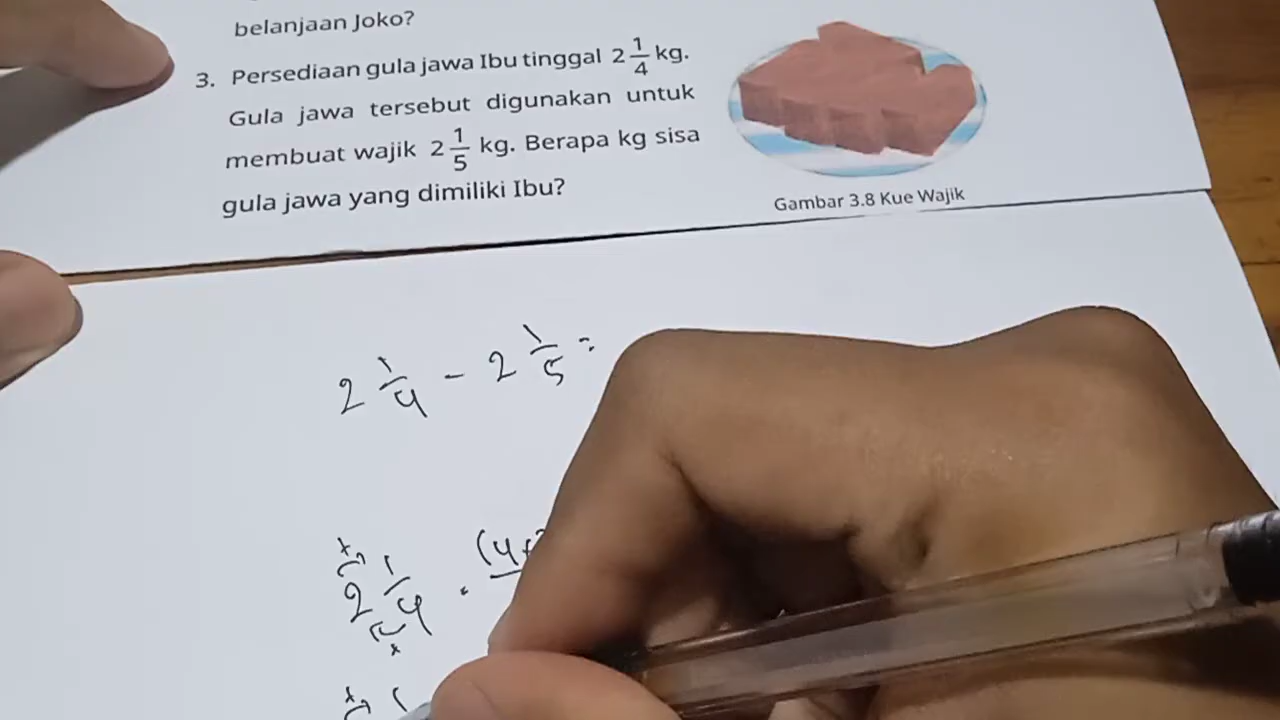 belanjaan Joko?
3. Persediaan gula jawa Ibu tinggal 2 1/4 kg.
Gula jawa tersebut digunakan untuk
membuat wajik 2 1/5 kg. Berapa kg sisa
gula jawa yang dimiliki Ibu?
Gambar 3.8 Kue Wajik
2 1/4 - 2 1/5 =
2 1/4 = (4